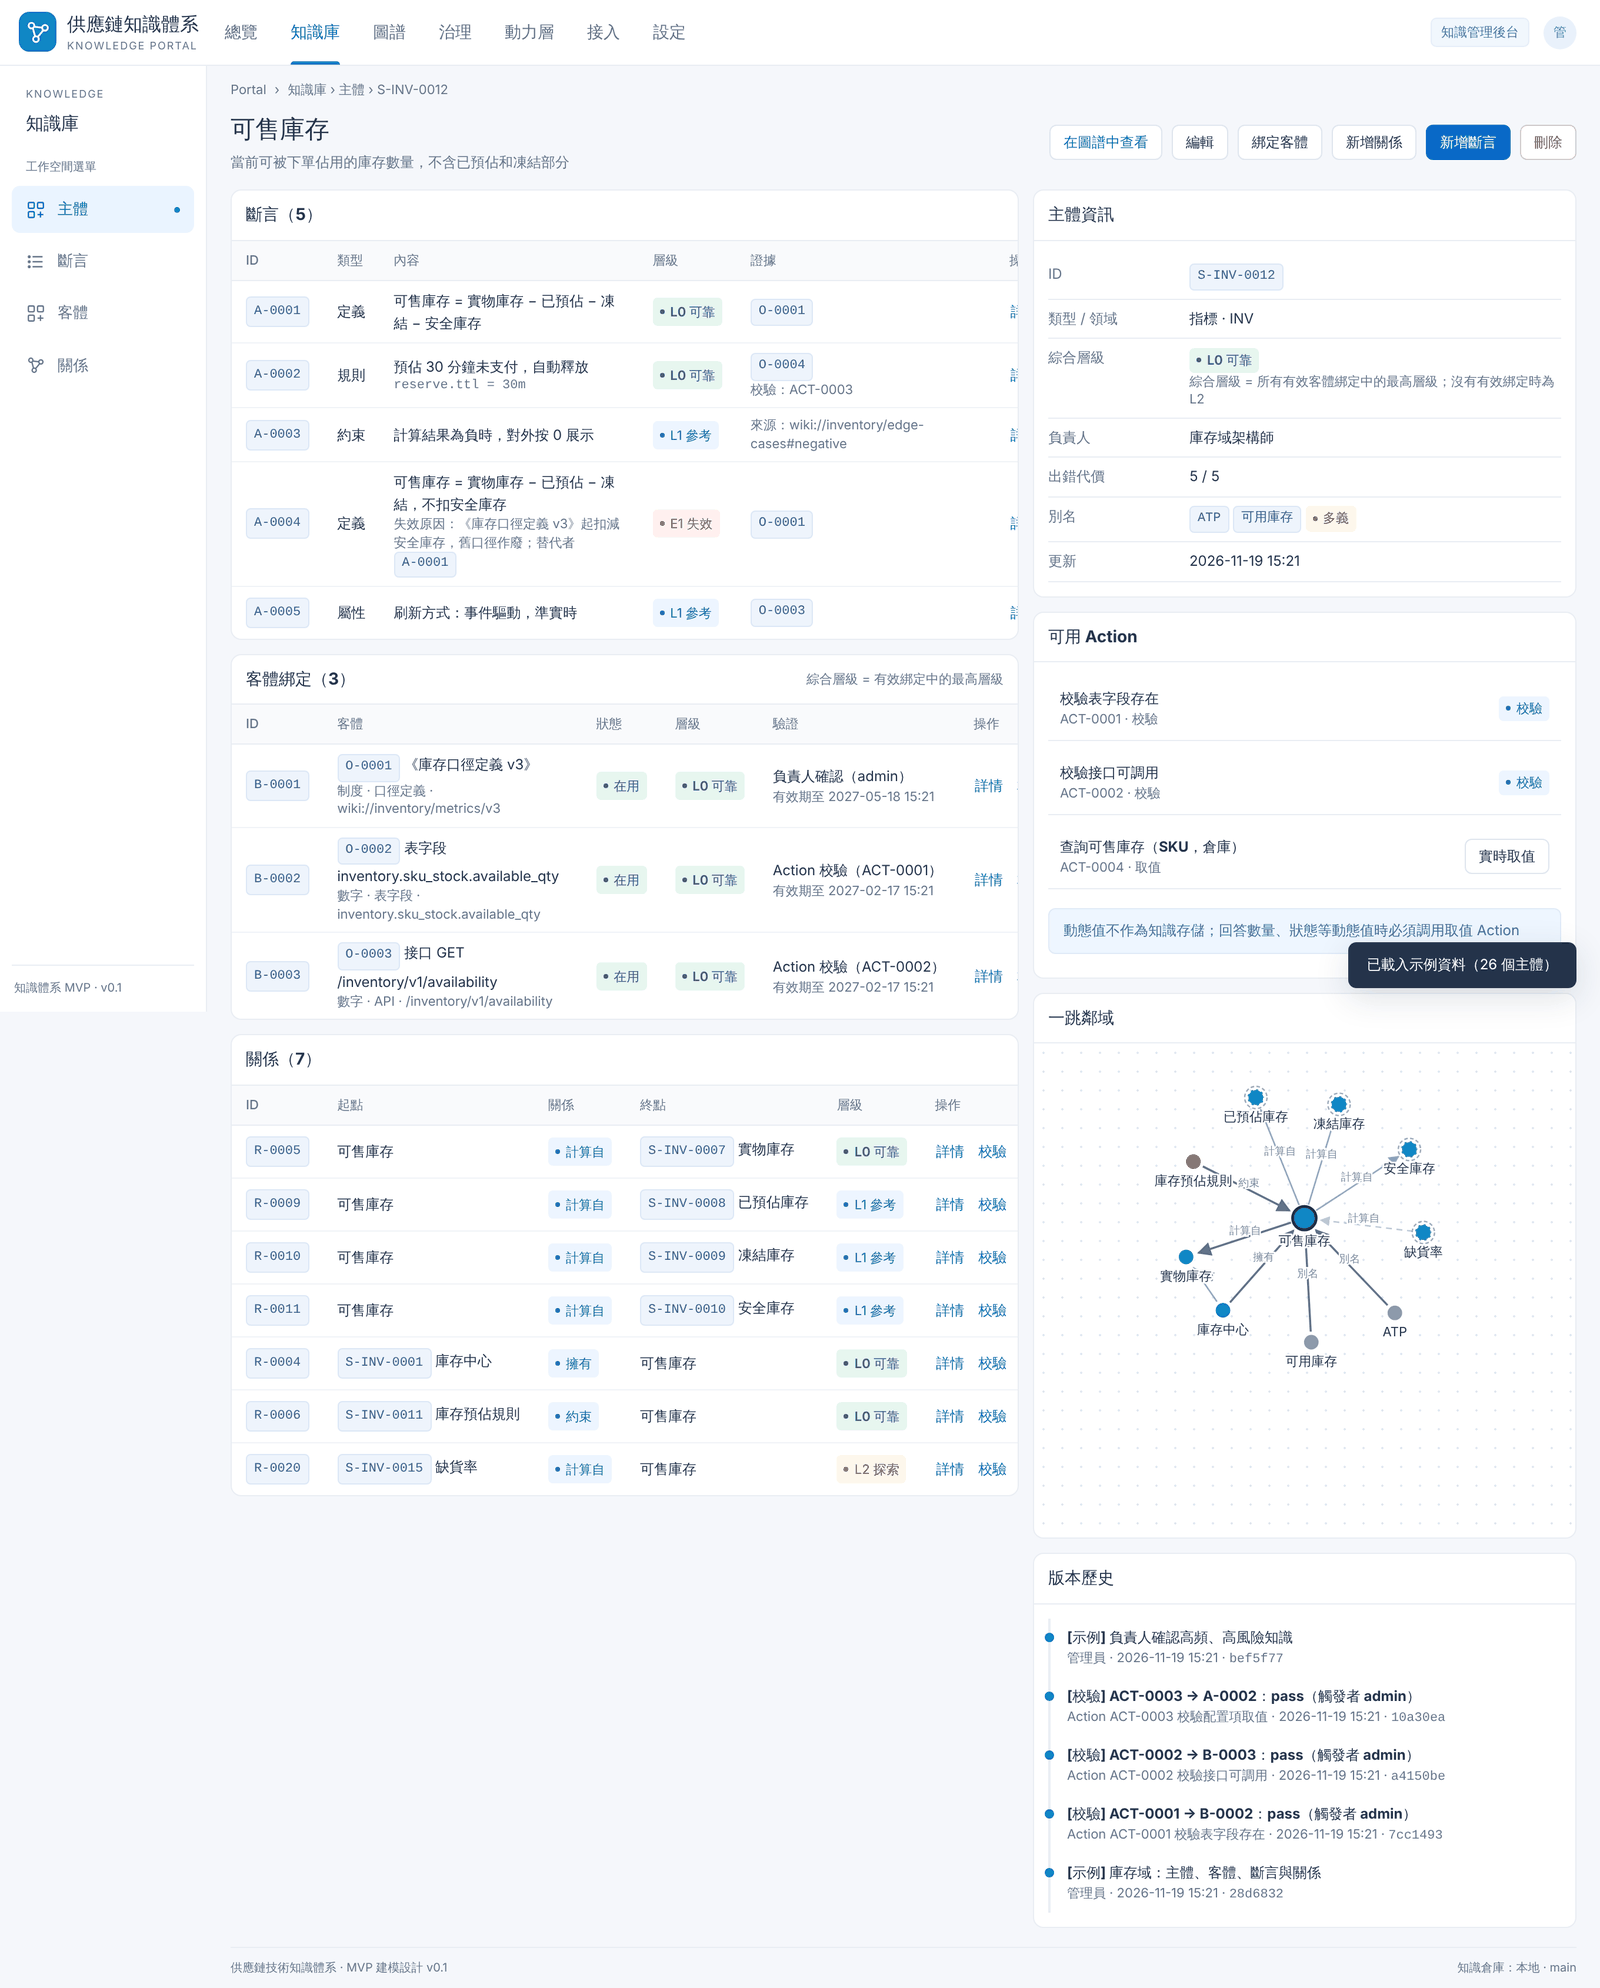 供應鏈知識體系
KNOWLEDGE PORTAL
總覽 知識庫 圖譜 治理 動力層 接入 設定
知識管理後台 管
KNOWLEDGE
知識庫
工作空間選單
主體
斷言
客體
關係
知識體系 MVP · v0.1
Portal › 知識庫 › 主體 › S-INV-0012
可售庫存
當前可被下單佔用的庫存數量，不含已預佔和凍結部分
在圖譜中查看 編輯 綁定客體 新增關係 新增斷言 刪除
斷言（5）
ID 類型 內容 層級 證據
A-0001 定義 可售庫存 = 實物庫存 − 已預佔 − 凍
結 − 安全庫存 L0 可靠 O-0001
A-0002 規則 預佔 30 分鐘未支付，自動釋放
reserve.ttl = 30m L0 可靠 O-0004
校驗：ACT-0003
A-0003 約束 計算結果為負時，對外按 0 展示 L1 參考 來源：wiki://inventory/edge-
cases#negative
A-0004 定義 可售庫存 = 實物庫存 − 已預佔 − 凍
結，不扣安全庫存
失效原因：《庫存口徑定義 v3》起扣減
安全庫存，舊口徑作廢；替代者
A-0001 E1 失效 O-0001
A-0005 屬性 刷新方式：事件驅動，準實時 L1 參考 O-0003
客體綁定（3） 綜合層級 = 有效綁定中的最高層級
ID 客體 狀態 層級 驗證 操作
B-0001 O-0001 《庫存口徑定義 v3》
制度 · 口徑定義 ·
wiki://inventory/metrics/v3 在用 L0 可靠 負責人確認（admin）
有效期至 2027-05-18 15:21 詳情
B-0002 O-0002 表字段
inventory.sku_stock.available_qty
數字 · 表字段 ·
inventory.sku_stock.available_qty 在用 L0 可靠 Action 校驗（ACT-0001）
有效期至 2027-02-17 15:21 詳情
B-0003 O-0003 接口 GET
/inventory/v1/availability
數字 · API · /inventory/v1/availability 在用 L0 可靠 Action 校驗（ACT-0002）
有效期至 2027-02-17 15:21 詳情
關係（7）
ID 起點 關係 終點 層級 操作
R-0005 可售庫存 計算自 S-INV-0007 實物庫存 L0 可靠 詳情 校驗
R-0009 可售庫存 計算自 S-INV-0008 已預佔庫存 L1 參考 詳情 校驗
R-0010 可售庫存 計算自 S-INV-0009 凍結庫存 L1 參考 詳情 校驗
R-0011 可售庫存 計算自 S-INV-0010 安全庫存 L1 參考 詳情 校驗
R-0004 S-INV-0001 庫存中心 擁有 可售庫存 L0 可靠 詳情 校驗
R-0006 S-INV-0011 庫存預佔規則 約束 可售庫存 L0 可靠 詳情 校驗
R-0020 S-INV-0015 缺貨率 計算自 可售庫存 L2 探索 詳情 校驗
主體資訊
ID S-INV-0012
類型 / 領域 指標 · INV
綜合層級 L0 可靠
綜合層級 = 所有有效客體綁定中的最高層級；沒有有效綁定時為
L2
負責人 庫存域架構師
出錯代價 5 / 5
別名 ATP 可用庫存 多義
更新 2026-11-19 15:21
可用 Action
校驗表字段存在
ACT-0001 · 校驗 校驗
校驗接口可調用
ACT-0002 · 校驗 校驗
查詢可售庫存（SKU，倉庫）
ACT-0004 · 取值 實時取值
動態值不作為知識存儲；回答數量、狀態等動態值時必須調用取值 Action
已載入示例資料（26 個主體）
一跳鄰域
已預佔庫存
凍結庫存
計算自 計算自
安全庫存
庫存預佔規則 約束 計算自
計算自
計算自 可售庫存
缺貨率
擁有 別名
實物庫存 別名
庫存中心
ATP
可用庫存
版本歷史
[示例] 負責人確認高頻、高風險知識
管理員 · 2026-11-19 15:21 · bef5f77
[校驗] ACT-0003 → A-0002：pass（觸發者 admin）
Action ACT-0003 校驗配置項取值 · 2026-11-19 15:21 · 10a30ea
[校驗] ACT-0002 → B-0003：pass（觸發者 admin）
Action ACT-0002 校驗接口可調用 · 2026-11-19 15:21 · a4150be
[校驗] ACT-0001 → B-0002：pass（觸發者 admin）
Action ACT-0001 校驗表字段存在 · 2026-11-19 15:21 · 7cc1493
[示例] 庫存域：主體、客體、斷言與關係
管理員 · 2026-11-19 15:21 · 28d6832
供應鏈技術知識體系 · MVP 建模設計 v0.1
知識倉庫：本地 · main